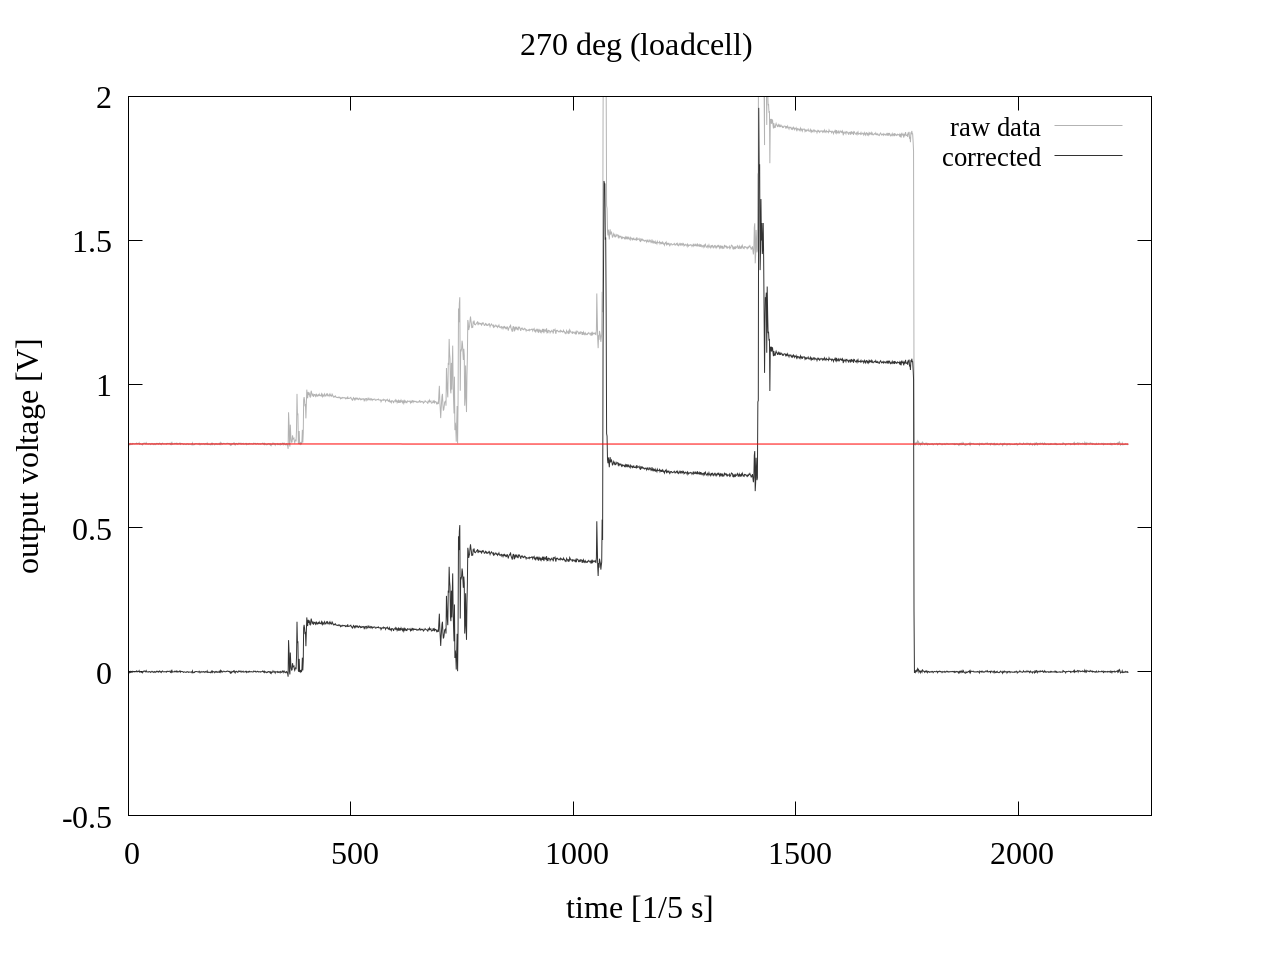 270 deg (loadcell)
2
1.5
1
0.5
0
-0.5
output voltage [V]
raw data
corrected
0 500 1000 1500 2000
time [1/5 s]